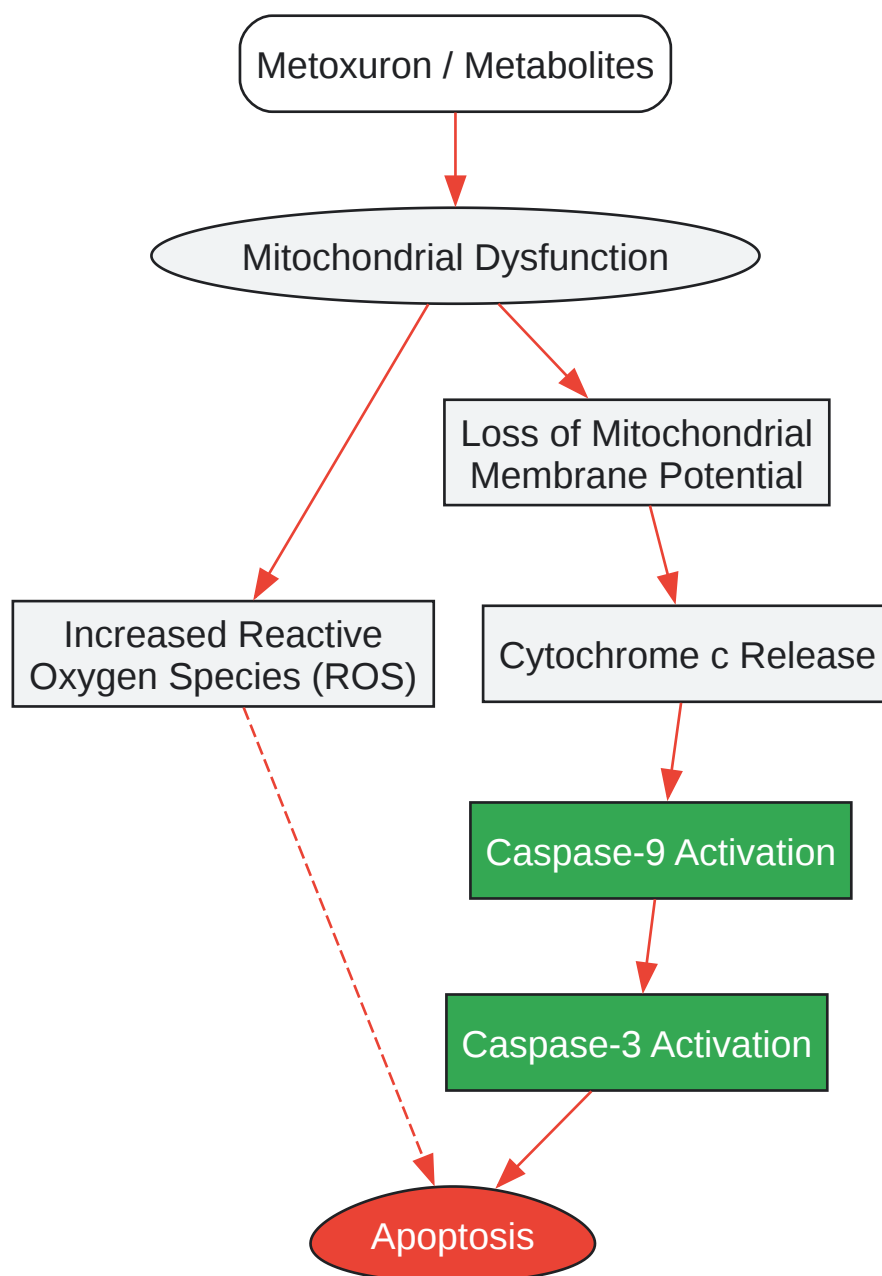 Metoxuron / Metabolites
Mitochondrial Dysfunction
Loss of Mitochondrial
Membrane Potential
Increased Reactive
Oxygen Species (ROS)
Cytochrome c Release
Caspase-9 Activation
Caspase-3 Activation
Apoptosis